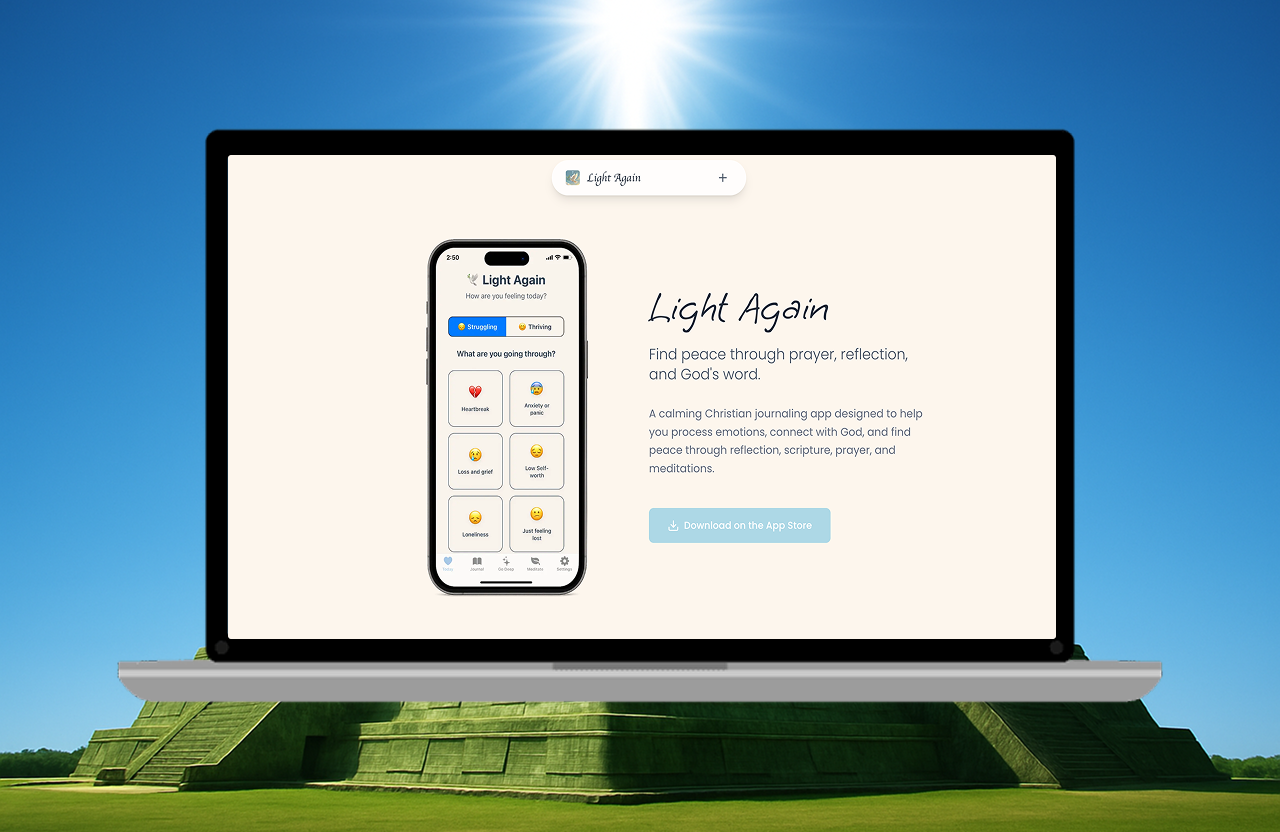 Light Again
2:50
Light Again
How are you feeling today?
Struggling
Thriving
What are you going through?
Heartbreak
Anxiety or
panic
Loss and grief
Low Self-
worth
Loneliness
Just feeling
lost
Today
Journal
Go Deep
Meditate
Settings
Light Again
Find peace through prayer, reflection,
and God's word.
A calming Christian journaling app designed to help
you process emotions, connect with God, and find
peace through reflection, scripture, prayer, and
meditations.
Download on the App Store